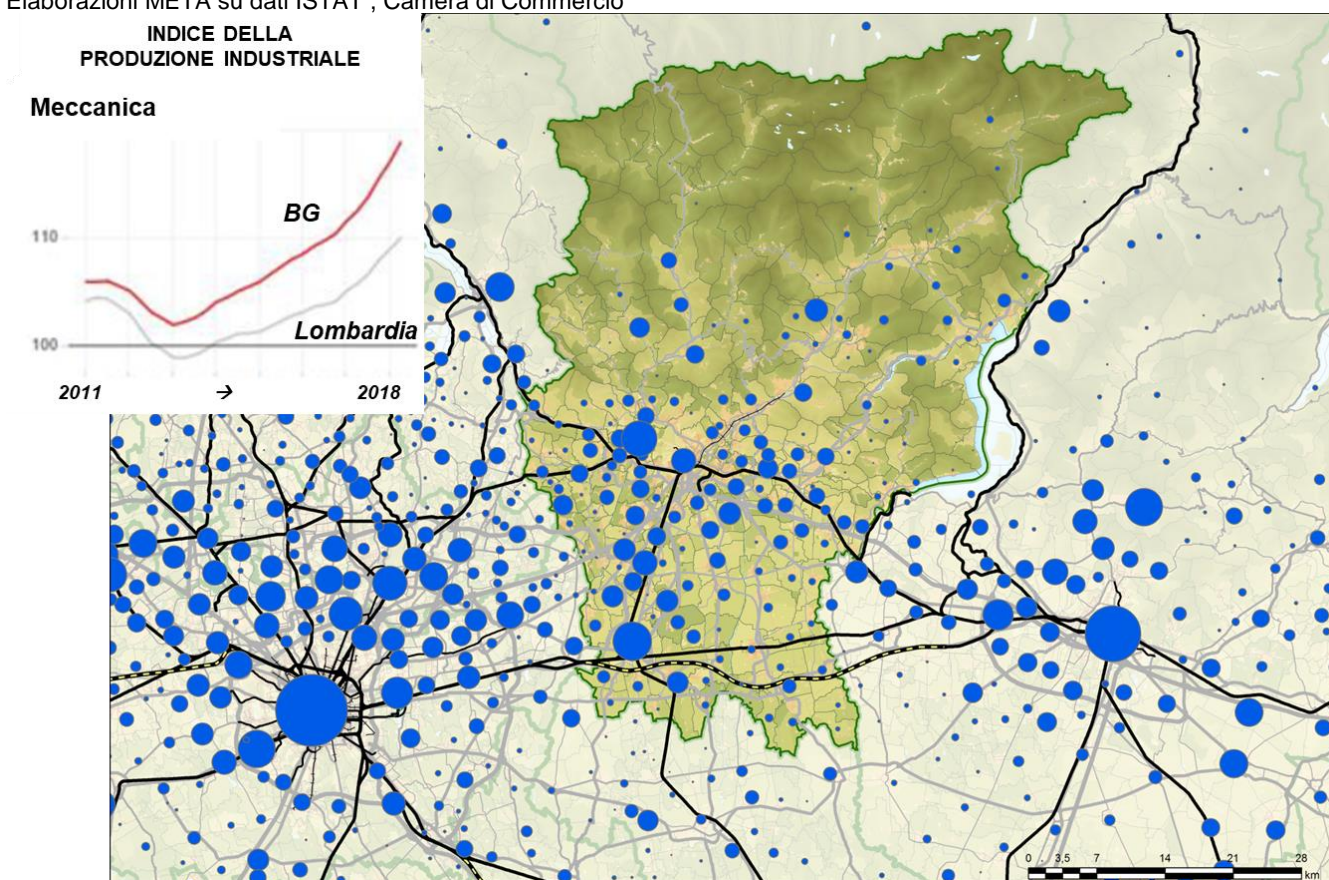 Elaborazioni META su dati ISTAT , Camera di Commercio
INDICE DELLA
PRODUZIONE INDUSTRIALE
Meccanica
BG
110
Lombardia
100
2011 → 2018
0 3,5 7 14 21 28
km